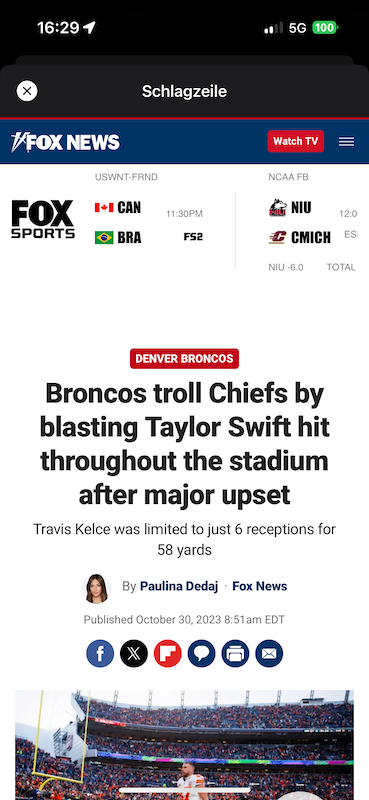 16:29
5G
100
Schlagzeile
FOX NEWS
Watch TV
USWNT-FRND
NCAA FB
FOX
SPORTS
CAN
11:30PM
BRA
FS2
NIU
12:0
CMICH
ES
NIU -6.0
TOTAL
DENVER BRONCOS
Broncos troll Chiefs by
blasting Taylor Swift hit
throughout the stadium
after major upset
Travis Kelce was limited to just 6 receptions for
58 yards
By Paulina Dedaj · Fox News
Published October 30, 2023 8:51am EDT